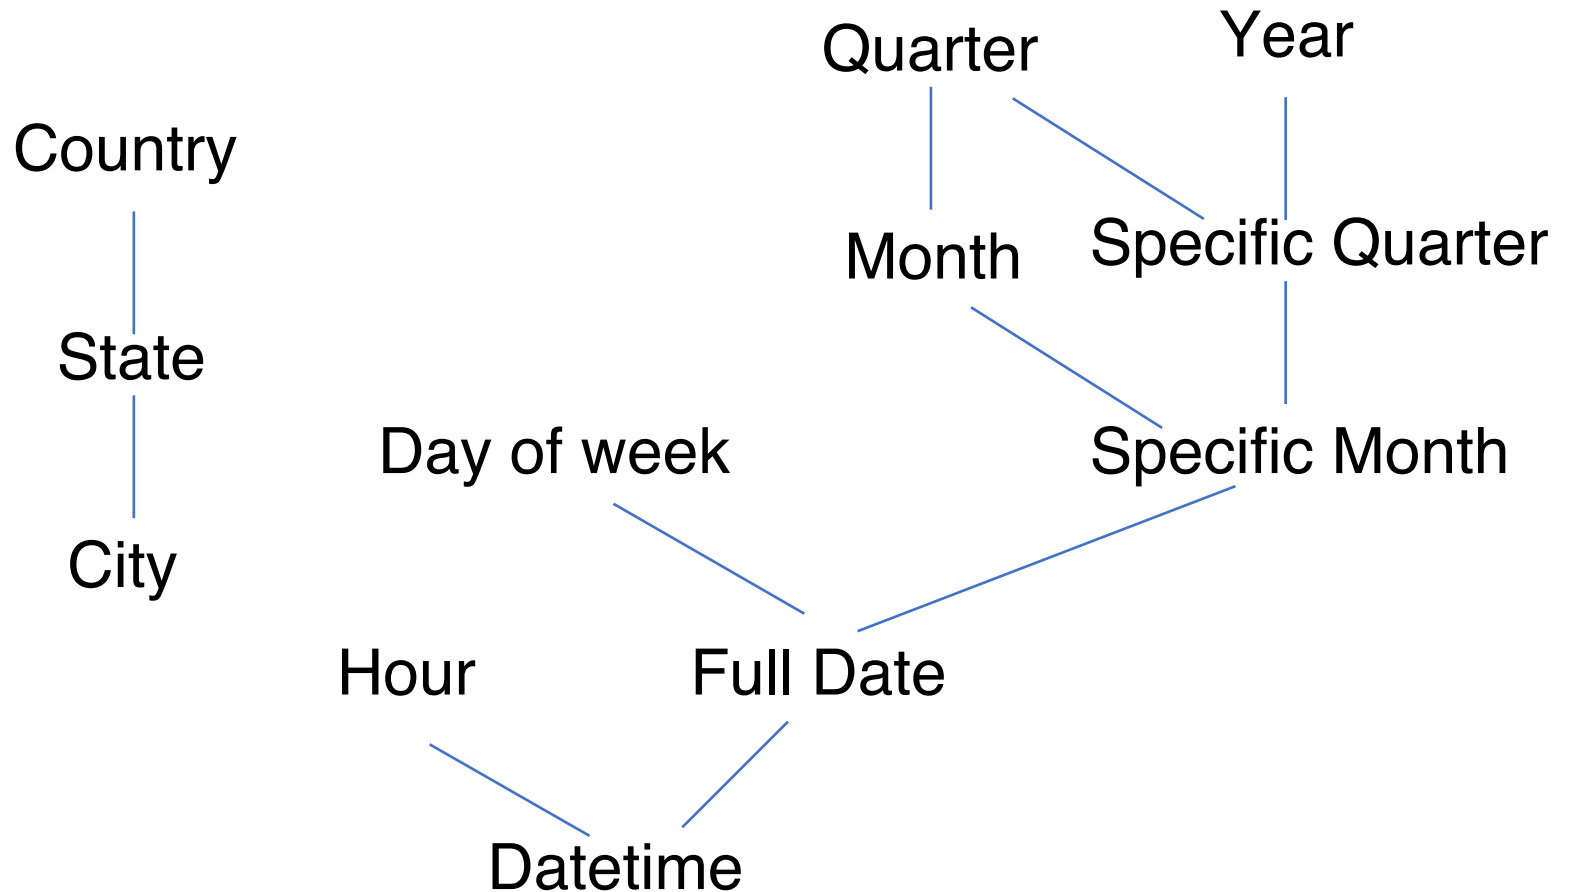 Quarter
Year
Country
Month
Specific Quarter
State
Day of week
Specific Month
City
Hour
Full Date
Datetime